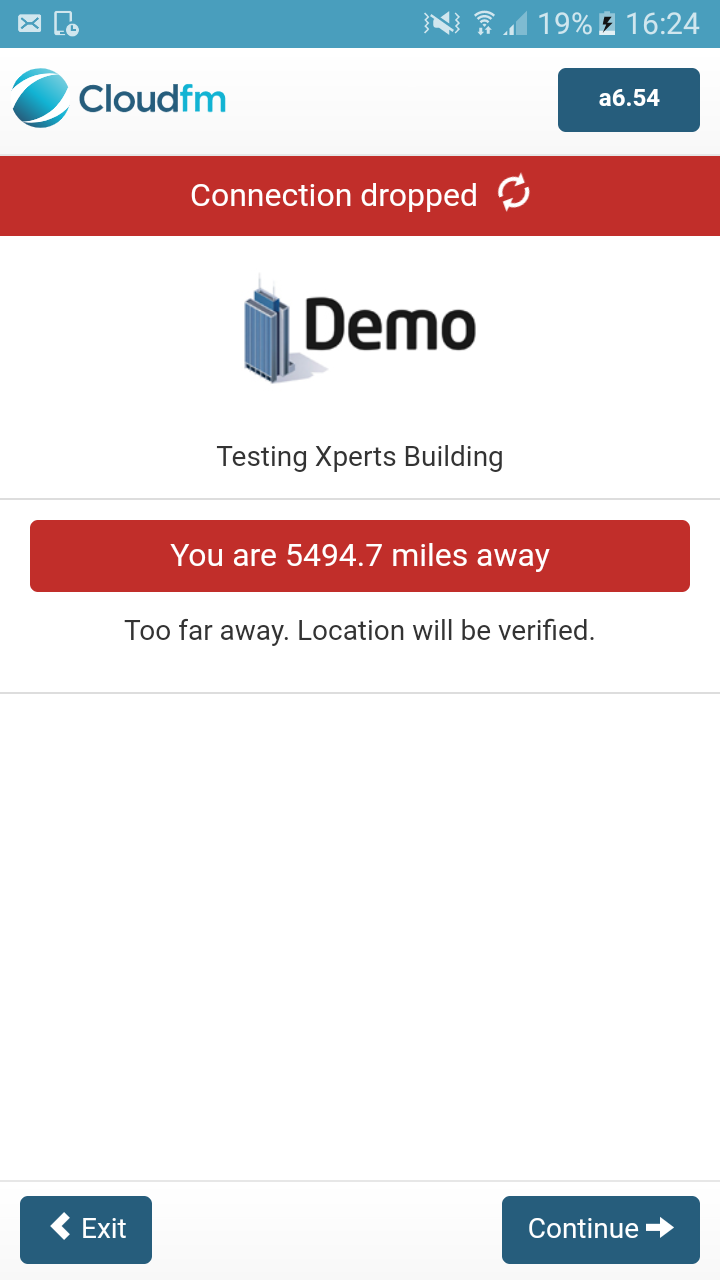 19% 16:24
Cloudfm
a6.54
Connection dropped
Demo
Testing Xperts Building
You are 5494.7 miles away
Too far away. Location will be verified.
Exit
Continue